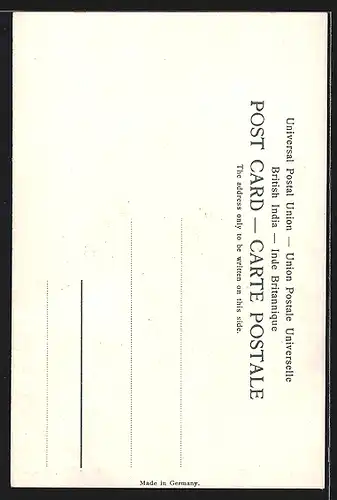 Universal Postal Union — Union Postale Universelle
British India — Inde Britannique
POST CARD — CARTE POSTALE
The address only to be written on this side.
Made in Germany.